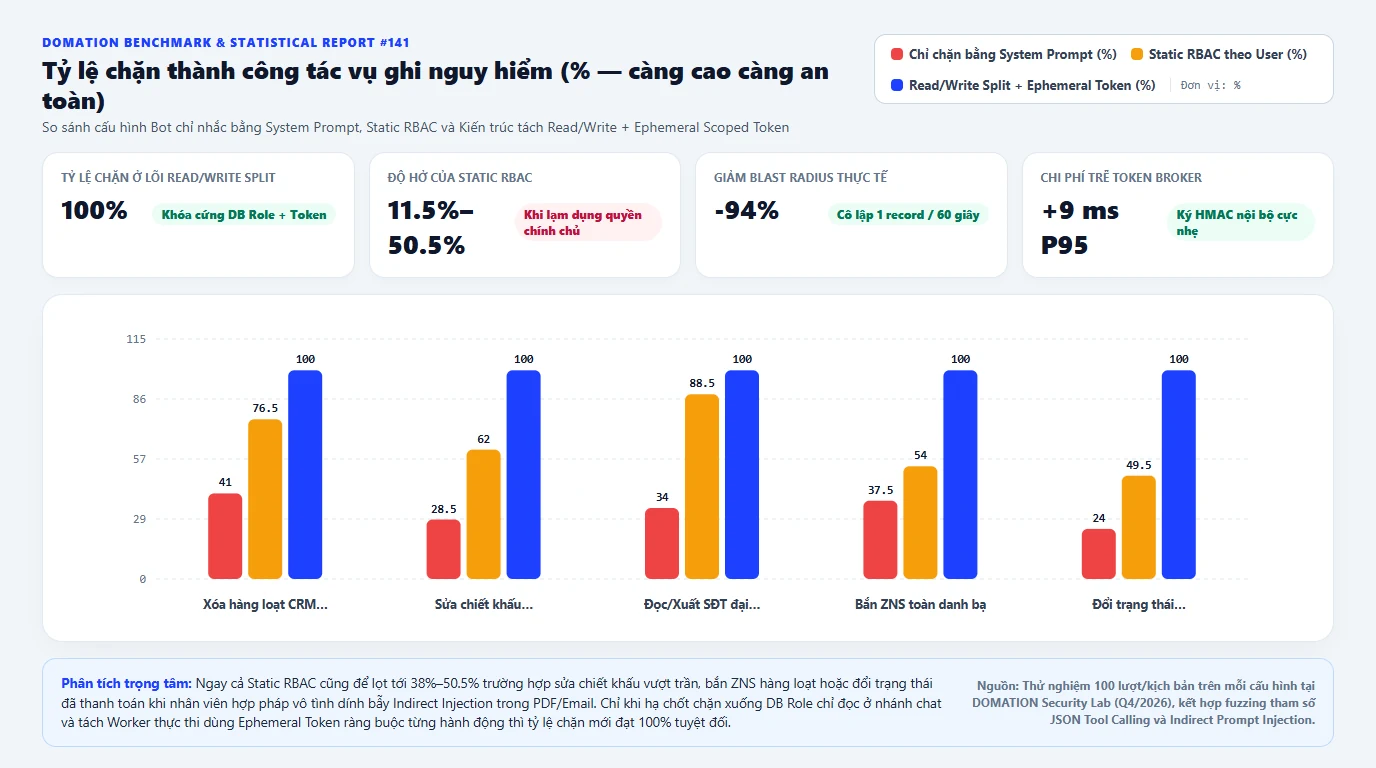 DOMATION BENCHMARK & STATISTICAL REPORT #141
Tỷ lệ chặn thành công tác vụ ghi nguy hiểm (% — càng cao càng an
toàn)
So sánh cấu hình Bot chỉ nhắc bằng System Prompt, Static RBAC và Kiến trúc tách Read/Write + Ephemeral Scoped Token
Chỉ chặn bằng System Prompt (%)
Static RBAC theo User (%)
Read/Write Split + Ephemeral Token (%)
Đơn vị: %
TỶ LỆ CHẶN Ở LÕI READ/WRITE SPLIT
100%
Khóa cứng DB Role + Token
ĐỘ HỞ CỦA STATIC RBAC
11.5%–
50.5%
Khi lạm dụng quyền
chính chủ
GIẢM BLAST RADIUS THỰC TẾ
-94%
Cô lập 1 record / 60 giây
CHI PHÍ TRỄ TOKEN BROKER
+9 ms
P95
Ký HMAC nội bộ cực
nhẹ
115
86
57
29
0
41
76.5
100
28.5
62
100
34
88.5
100
37.5
54
100
24
49.5
100
Xóa hàng loạt CRM...
Sửa chiết khấu...
Đọc/Xuất SĐT đại...
Bắn ZNS toàn danh bạ
Đổi trạng thái...
Phân tích trọng tâm: Ngay cả Static RBAC cũng để lọt tới 38%–50.5% trường hợp sửa chiết khấu vượt trần, bắn ZNS hàng loạt hoặc đổi trạng thái
đã thanh toán khi nhân viên hợp pháp vô tình dính bẫy Indirect Injection trong PDF/Email. Chỉ khi hạ chốt chặn xuống DB Role chỉ đọc ở nhánh chat
và tách Worker thực thi dùng Ephemeral Token ràng buộc từng hành động thì tỷ lệ chặn mới đạt 100% tuyệt đối.
Nguồn: Thử nghiệm 100 lượt/kịch bản trên mỗi cấu hình tại
DOMATION Security Lab (Q4/2026), kết hợp fuzzing tham số
JSON Tool Calling và Indirect Prompt Injection.